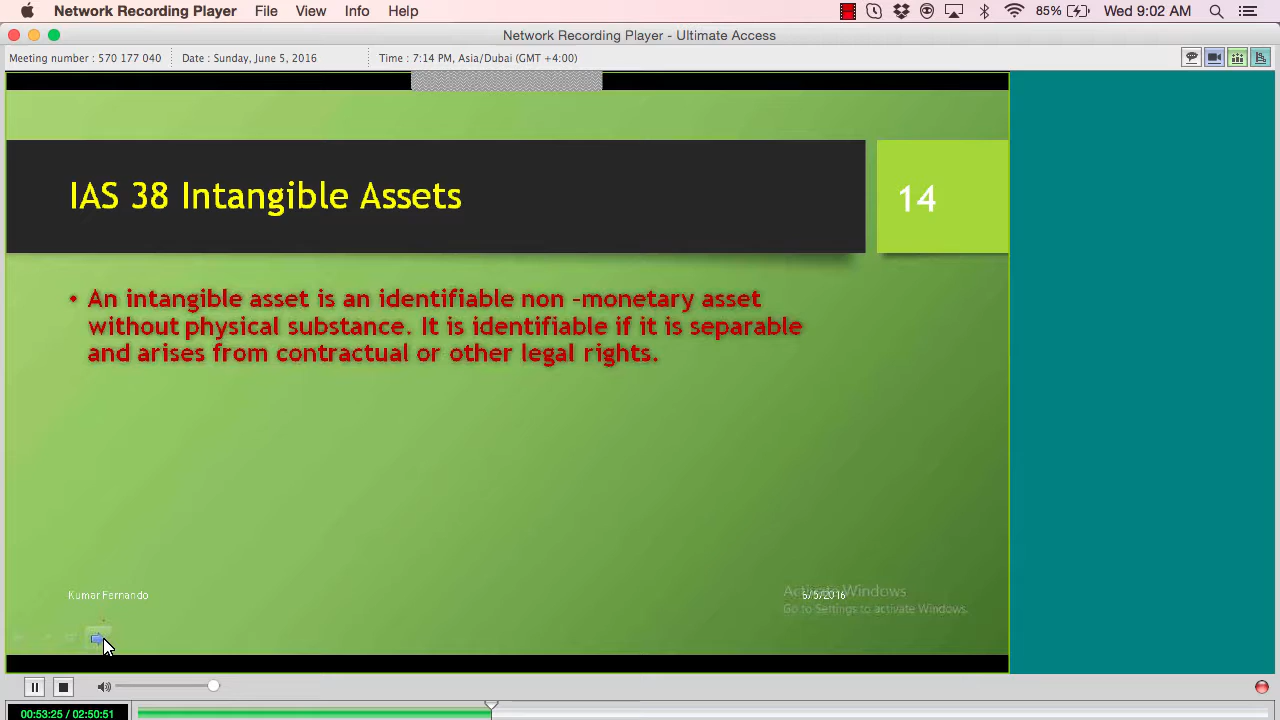 Network Recording Player File View Info Help 85% Wed 9:02 AM
Network Recording Player - Ultimate Access
Meeting number : 570 177 040 Date : Sunday, June 5, 2016 Time : 7:14 PM, Asia/Dubai (GMT +4:00)
IAS 38 Intangible Assets 14
• An intangible asset is an identifiable non –monetary asset
without physical substance. It is identifiable if it is separable
and arises from contractual or other legal rights.
Kumar Fernando 6/5/2016
Activate Windows
Go to Settings to activate Windows.
00:53:25 / 02:50:51